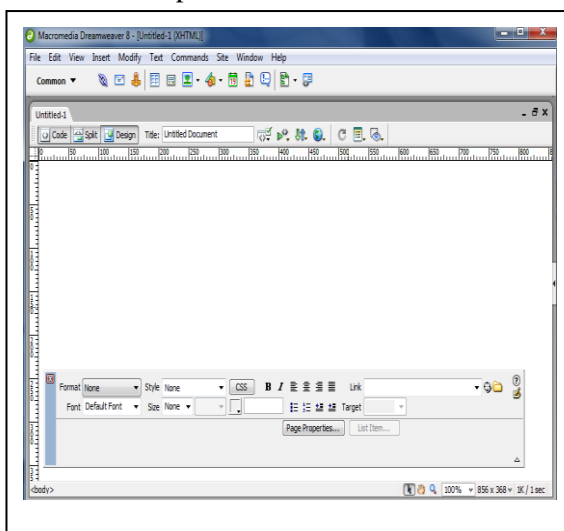 Macromedia Dreamweaver 8 - [Untitled-1 (XHTML)]
File Edit View Insert Modify Text Commands Site Window Help
Common
Untitled-1
Code Split Design Title: Untitled Document
0 50 100 150 200 250 300 350 400 450 500 550 600 650 700 750 800
Format None Style None CSS B I Link
Font Default Font Size None Target
Page Properties... List Item...
<body> 100% 856 x 368 1K / 1 sec